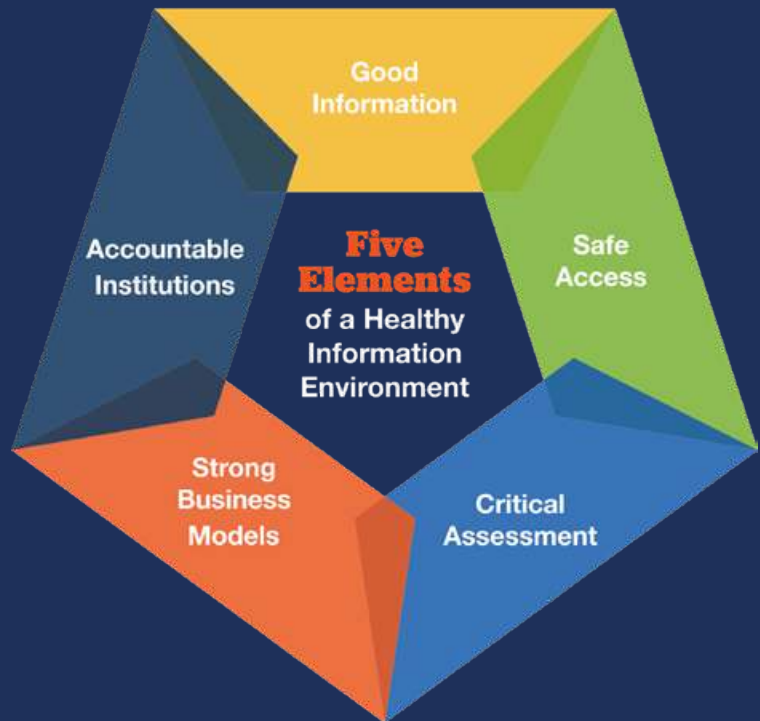 Good
Information
Accountable
Institutions
Five
Elements
of a Healthy
Information
Environment
Safe
Access
Strong
Business
Models
Critical
Assessment